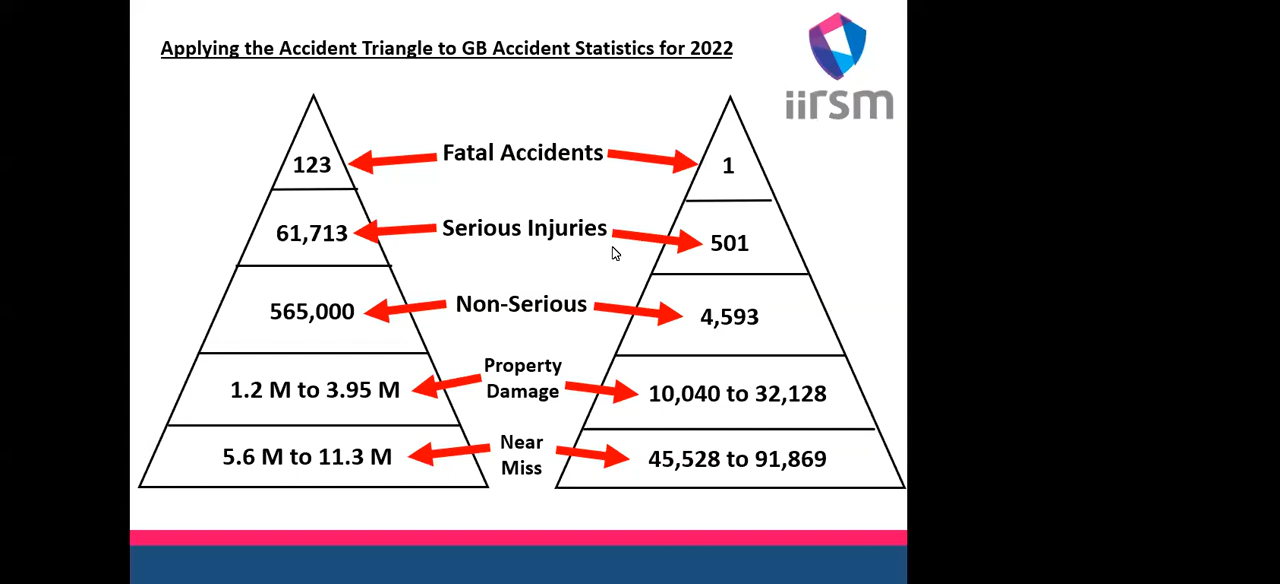 Applying the Accident Triangle to GB Accident Statistics for 2022
iirsm
Fatal Accidents
123
1
Serious Injuries
61,713
501
Non-Serious
565,000
4,593
Property
Damage
1.2 M to 3.95 M
10,040 to 32,128
Near
Miss
5.6 M to 11.3 M
45,528 to 91,869